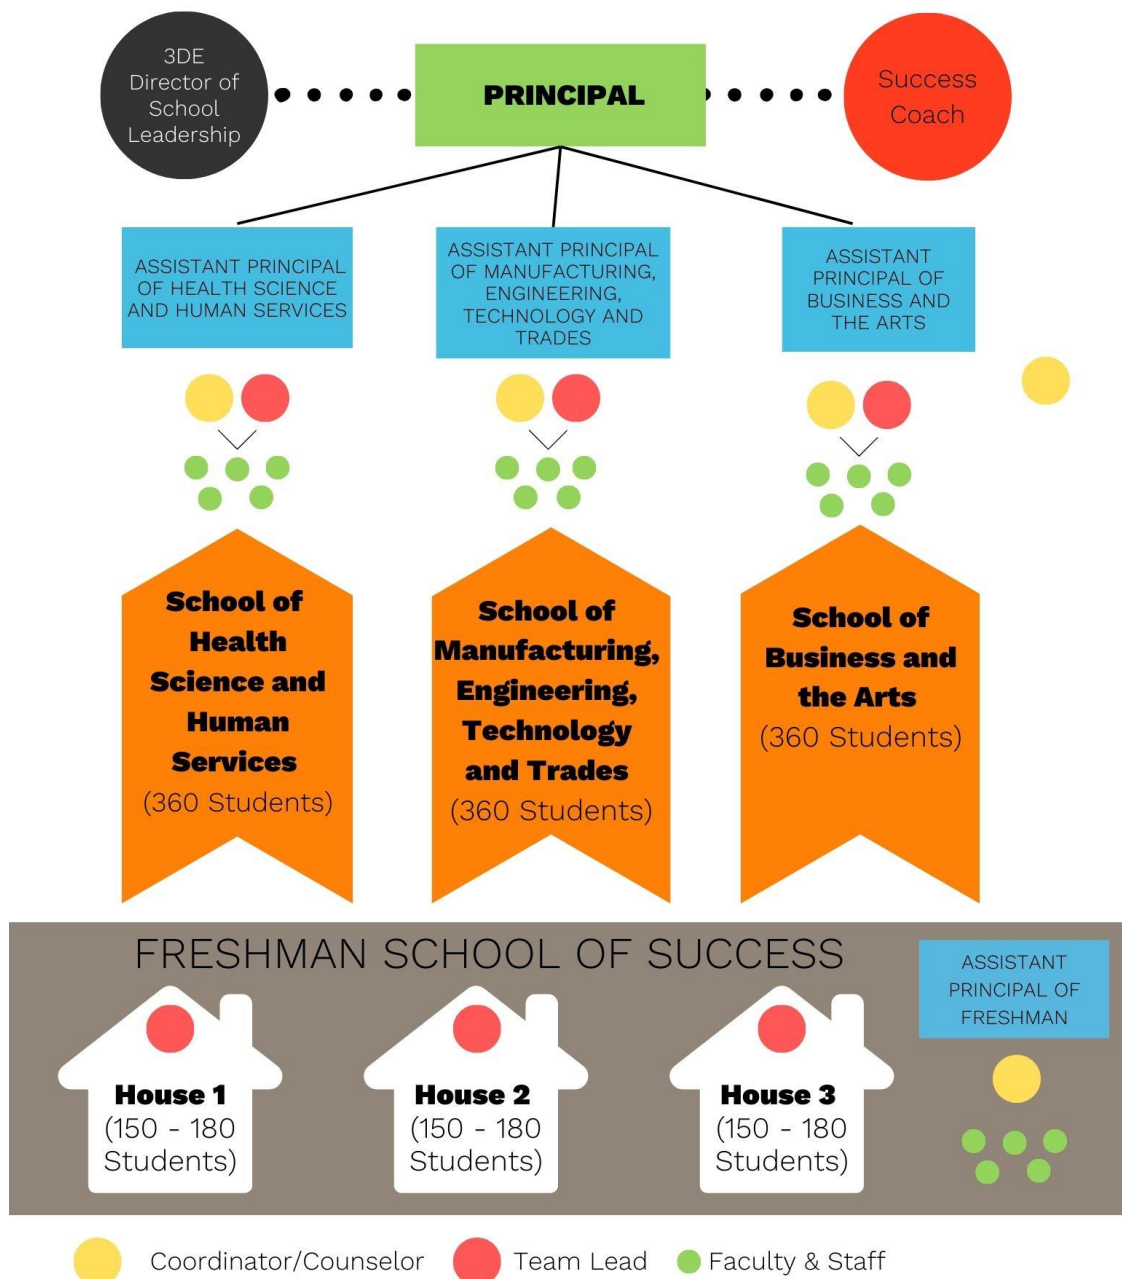 3DE
Director of
School
Leadership
PRINCIPAL
Success
Coach
ASSISTANT PRINCIPAL
OF HEALTH SCIENCE
AND HUMAN SERVICES
ASSISTANT PRINCIPAL
OF MANUFACTURING,
ENGINEERING,
TECHNOLOGY AND
TRADES
ASSISTANT
PRINCIPAL OF
BUSINESS AND
THE ARTS
School of
Health
Science and
Human
Services
(360 Students)
School of
Manufacturing,
Engineering,
Technology
and Trades
(360 Students)
School of
Business and
the Arts
(360 Students)
FRESHMAN SCHOOL OF SUCCESS
House 1
(150 - 180
Students)
House 2
(150 - 180
Students)
House 3
(150 - 180
Students)
ASSISTANT
PRINCIPAL OF
FRESHMAN
Coordinator/Counselor
Team Lead
Faculty & Staff